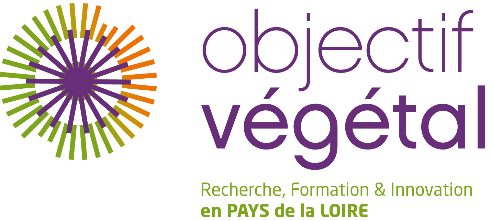 objectif
végétal
Recherche, Formation & Innovation
en PAYS de la LOIRE